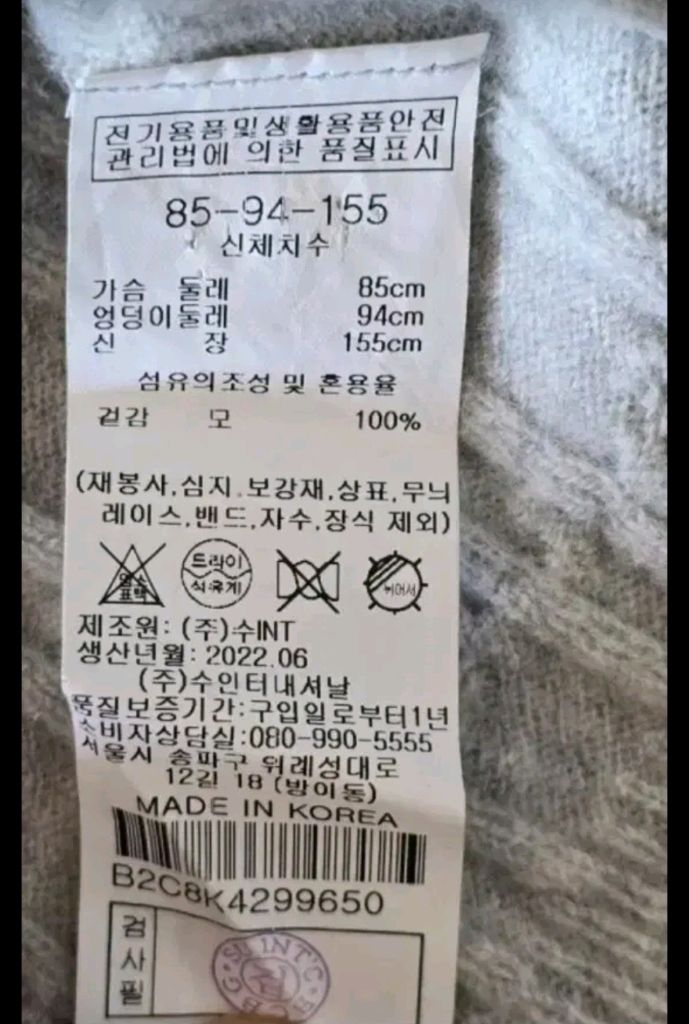 전기용품및생활용품안전
관리법에 의한 품질표시
85-94-155
신체치수
가슴 둘레 85cm
엉덩이둘레 94cm
신 장 155cm
섬유의조성 및 혼용율
겉감 모 100%
(재봉사.심지.보강재.상표.무늬
레이스.밴드.자수.장식 제외)
염소 표백
드라이 석유계
뉘어서
제조원: (주)수INT
생산년월: 2022.06
(주)수인터내셔날
품질보증기간:구입일로부터1년
소비자상담실:080-990-5555
서울시 송파구 위례성대로
12길 18 (방이동)
MADE IN KOREA
B2C8K4299650
검사필